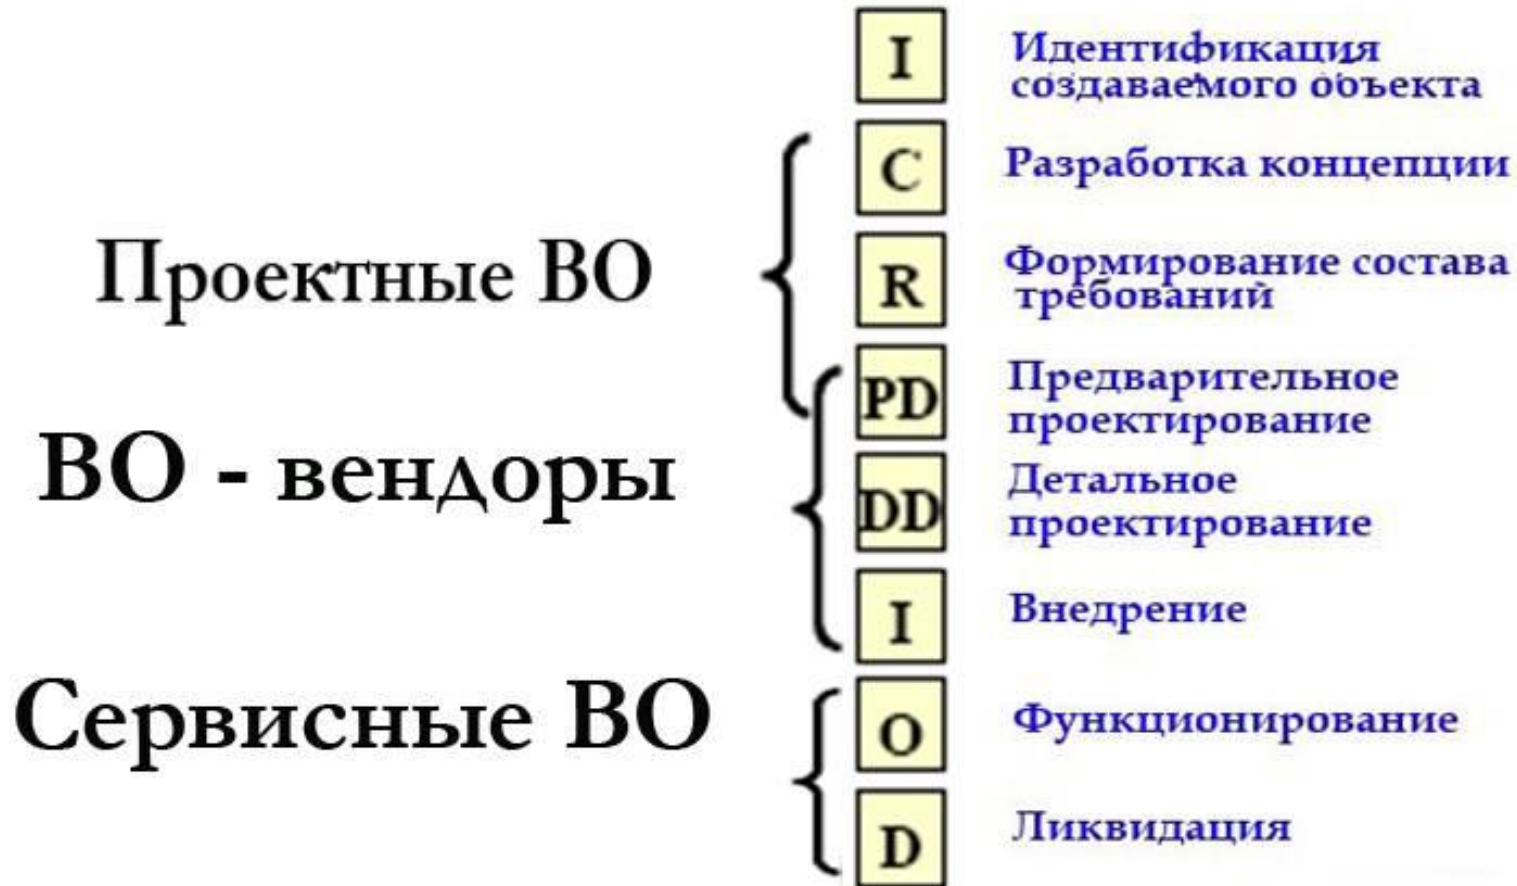 I
Идентификация
создаваемого объекта
C
Разработка концепции
Проектные ВО
R
Формирование состава
требований
PD
Предварительное
проектирование
ВО - вендоры
DD
Детальное
проектирование
I
Внедрение
Сервисные ВО
O
Функционирование
D
Ликвидация